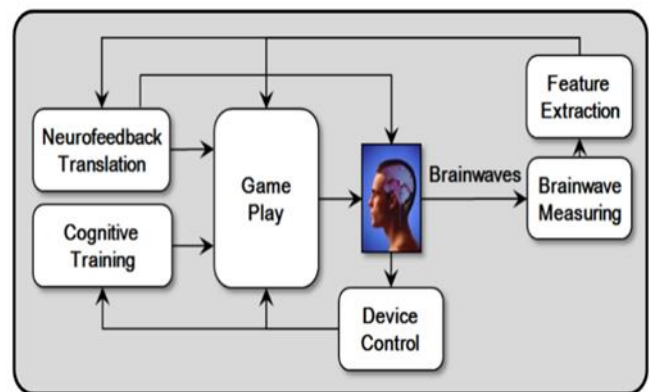 Feature
Extraction
Neurofeedback
Translation
Game
Play
Brainwaves
Brainwave
Measuring
Cognitive
Training
Device
Control